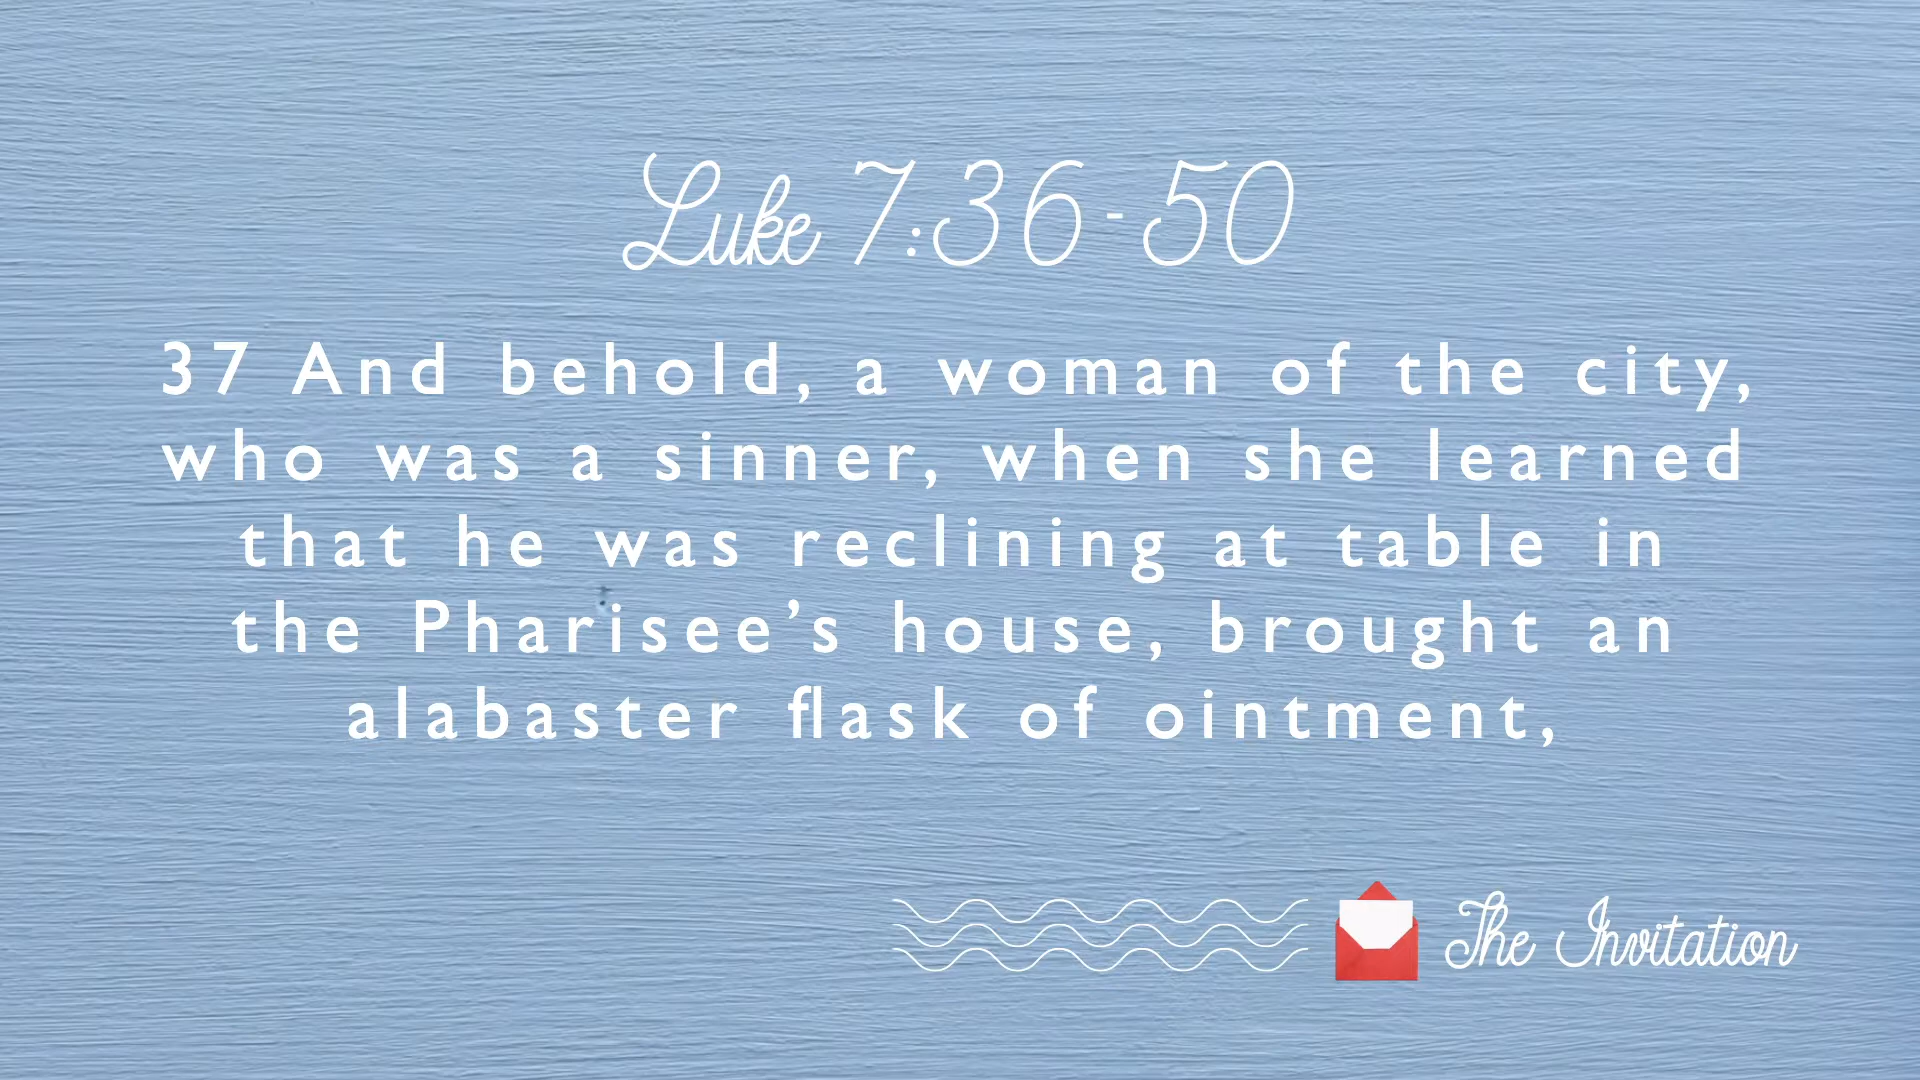 Luke 7:36-50
37 And behold, a woman of the city,
who was a sinner, when she learned
that he was reclining at table in
the Pharisee’s house, brought an
alabaster flask of ointment,
The Invitation